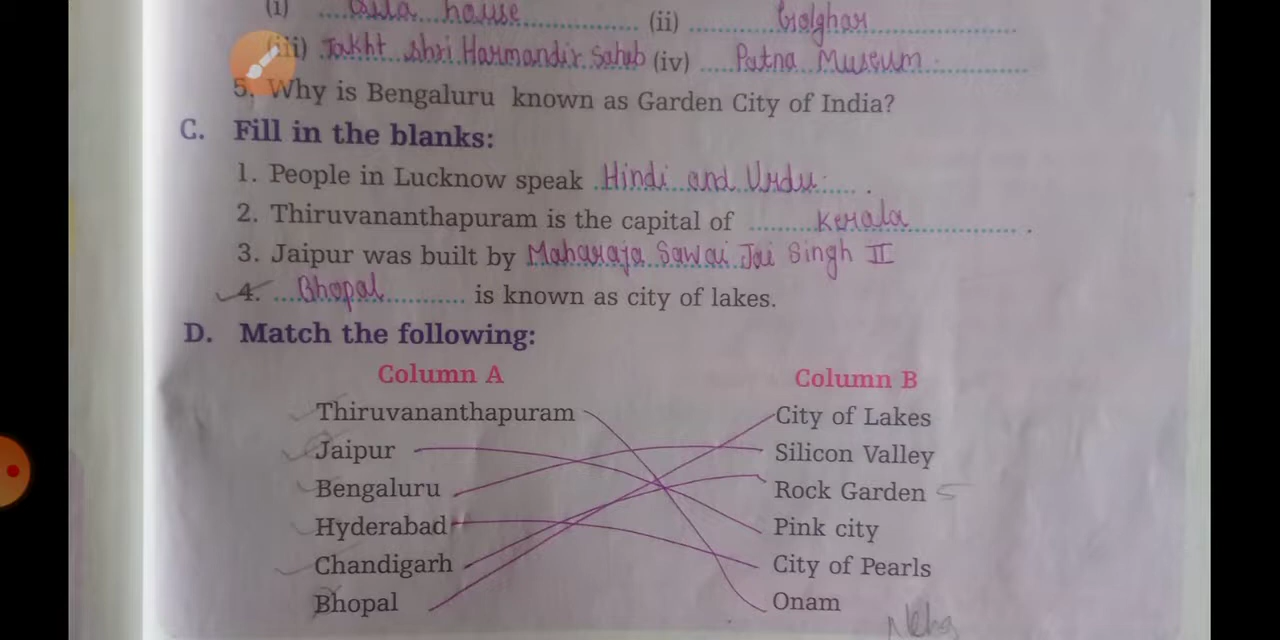 (i) Qila house (ii) Golghar
(iii) Takht Shri Harmandir Sahab (iv) Patna Museum
5. Why is Bengaluru known as Garden City of India?
C. Fill in the blanks:
1. People in Lucknow speak Hindi and Urdu.
2. Thiruvananthapuram is the capital of Kerala.
3. Jaipur was built by Maharaja Sawai Jai Singh II
4. Bhopal is known as city of lakes.
D. Match the following:
Column A Column B
Thiruvananthapuram City of Lakes
Jaipur Silicon Valley
Bengaluru Rock Garden
Hyderabad Pink city
Chandigarh City of Pearls
Bhopal Onam